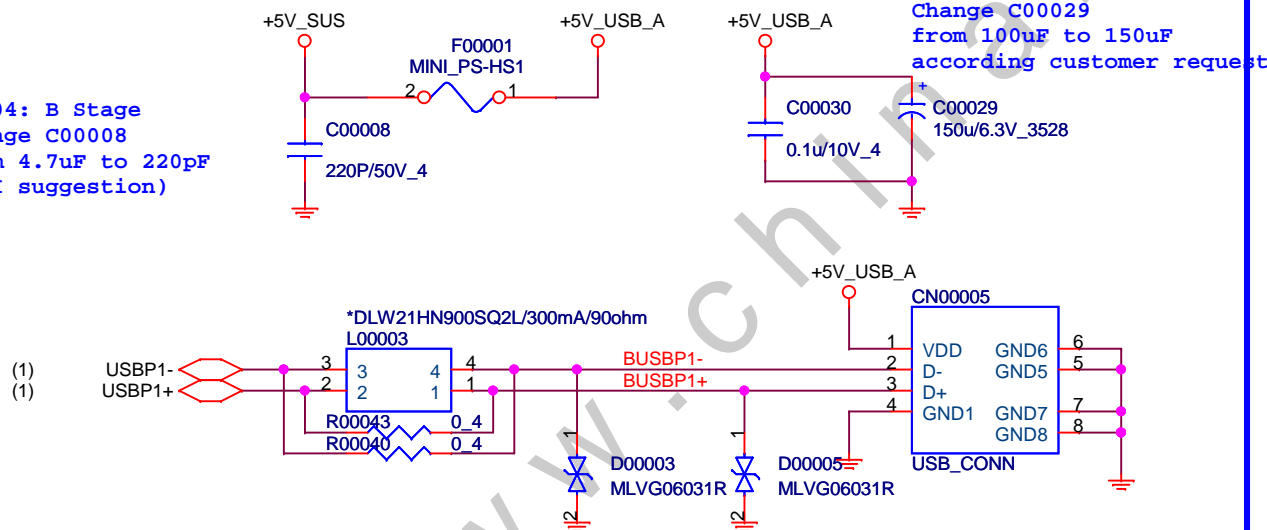 +5V_SUS
+5V_USB_A
+5V_USB_A
Change C00029
from 100uF to 150uF
according customer request
F00001
MINI_PS-HS1
2
1
04: B Stage
C00008
4.7uF to 220pF
suggestion)
C00008
220P/50V_4
C00030
0.1u/10V_4
+
C00029
150u/6.3V_3528
+5V_USB_A
CN00005
*DLW21HN900SQ2L/300mA/90ohm
L00003
(1)
USBP1-
3
3
4
4
BUSBP1-
1
VDD
GND6
6
2
D-
GND5
5
(1)
USBP1+
2
2
1
1
BUSBP1+
3
D+
4
GND1
GND7
7
GND8
8
R00043
0_4
R00040
0_4
USB_CONN
1
D00003
MLVG06031R
2
1
D00005
MLVG06031R
2
w.china